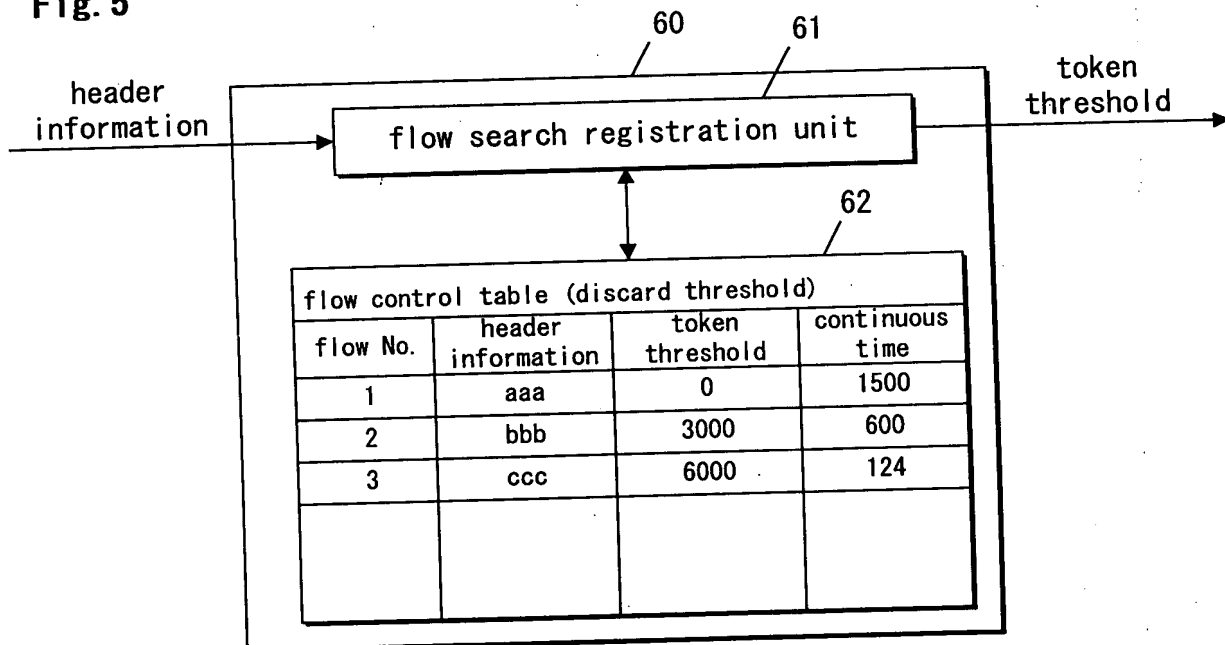 Fig. 5
60
61
header
information
token
threshold
flow search registration unit
62
flow control table (discard threshold)
flow No.
header
information
token
threshold
continuous
time
1
aaa
0
1500
2
bbb
3000
600
3
ccc
6000
124